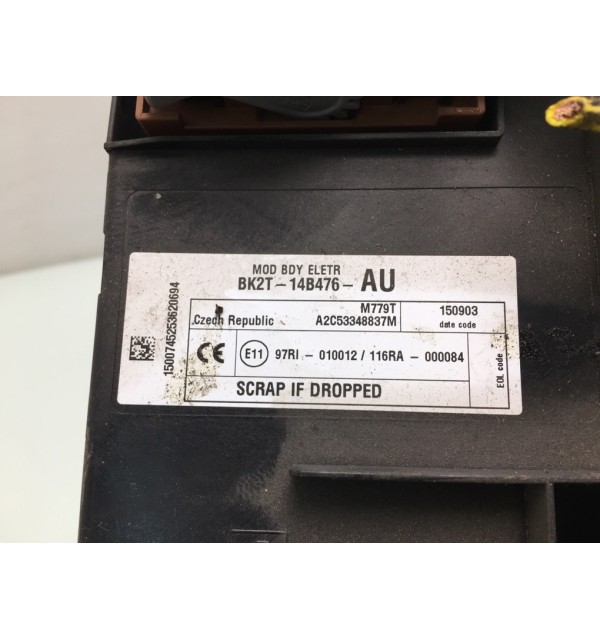 MOD BDY ELETR
BK2T-14B476-AU
M779T
Czech Republic A2C53348837M
150903
date code
CE E11 97RI - 010012 / 116RA - 000084
SCRAP IF DROPPED
EOL code
1500745253620694